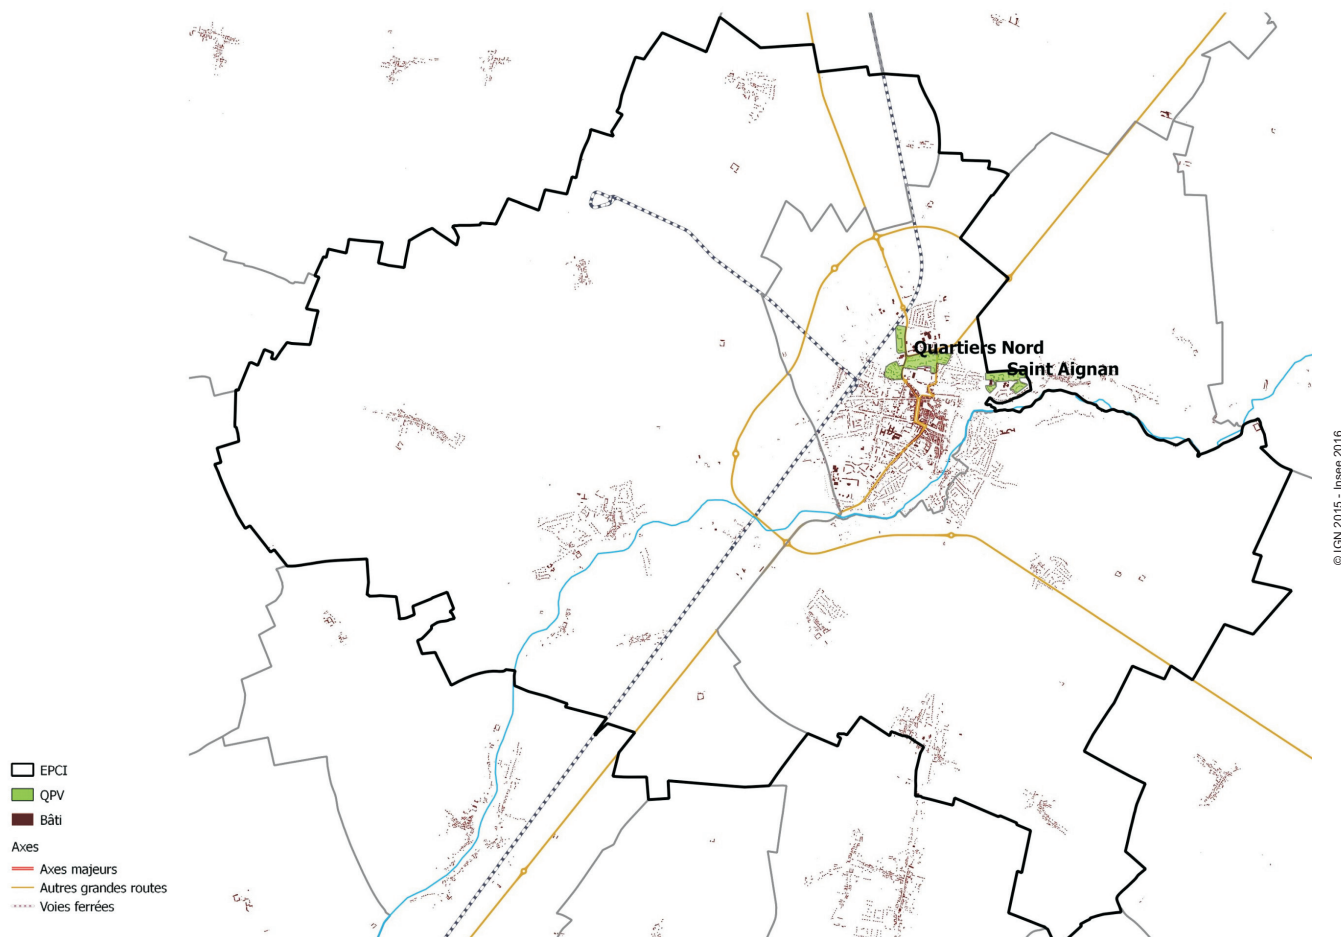 Quartiers Nord
Saint Aignan
EPCI
QPV
Bâti
Axes
Axes majeurs
Autres grandes routes
Voies ferrées
© IGN 2015 - Insee 2016